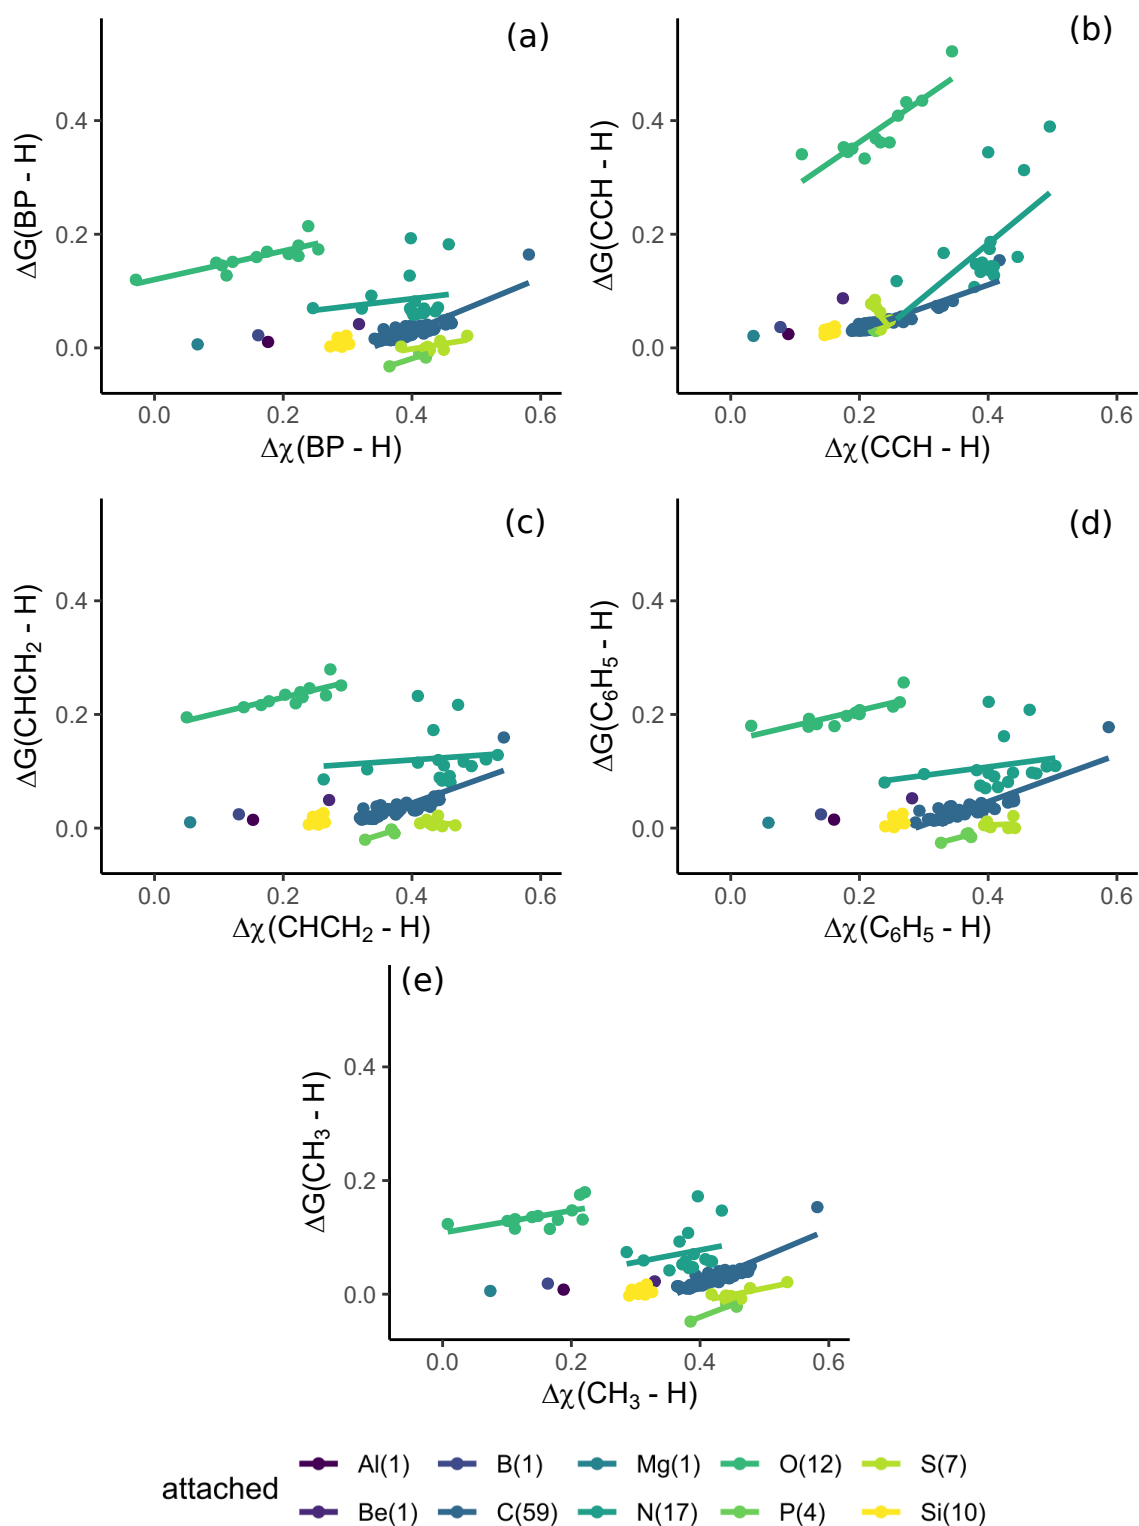 (a)
(b)
ΔG(BP - H)
0.4
0.2
0.0
0.0
0.2
0.4
0.6
Δχ(BP - H)
ΔG(CCH - H)
0.4
0.2
0.0
0.0
0.2
0.4
0.6
Δχ(CCH - H)
(c)
(d)
ΔG(CHCH₂ - H)
0.4
0.2
0.0
0.0
0.2
0.4
0.6
Δχ(CHCH₂ - H)
ΔG(C₆H₅ - H)
0.4
0.2
0.0
0.0
0.2
0.4
0.6
Δχ(C₆H₅ - H)
(e)
ΔG(CH₃ - H)
0.4
0.2
0.0
0.0
0.2
0.4
0.6
Δχ(CH₃ - H)
attached
Al(1) B(1) Mg(1) O(12) S(7)
Be(1) C(59) N(17) P(4) Si(10)